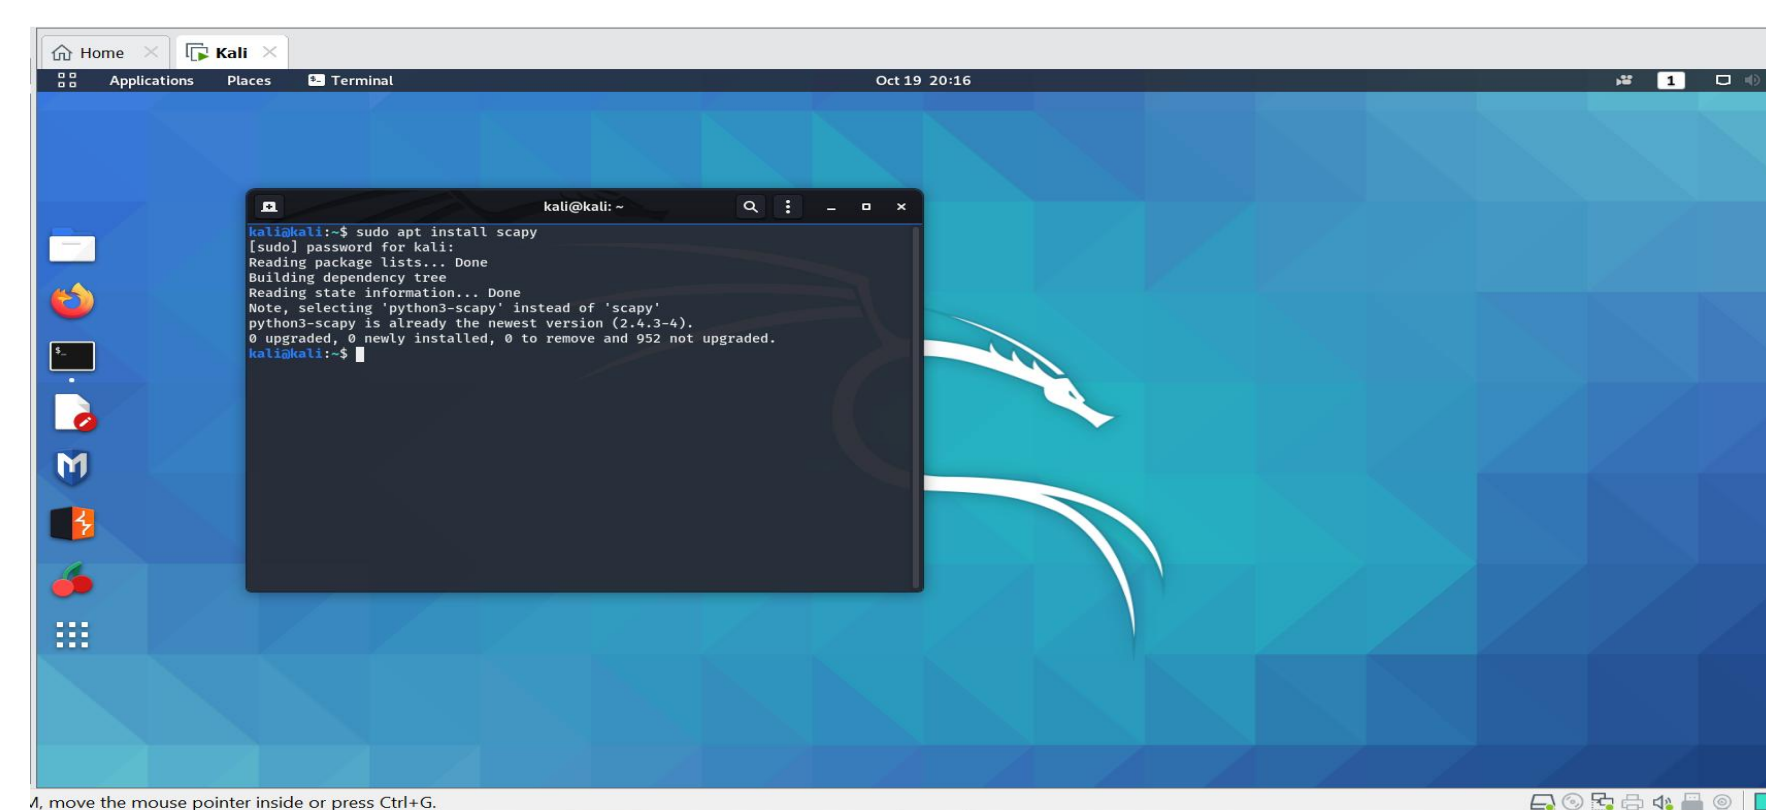 Home
Kali
Applications Places Terminal Oct 19 20:16 1
kali@kali: ~
kali@kali:~$ sudo apt install scapy
[sudo] password for kali:
Reading package lists... Done
Building dependency tree
Reading state information... Done
Note, selecting 'python3-scapy' instead of 'scapy'
python3-scapy is already the newest version (2.4.3-4).
0 upgraded, 0 newly installed, 0 to remove and 952 not upgraded.
kali@kali:~$
$_
M, move the mouse pointer inside or press Ctrl+G.